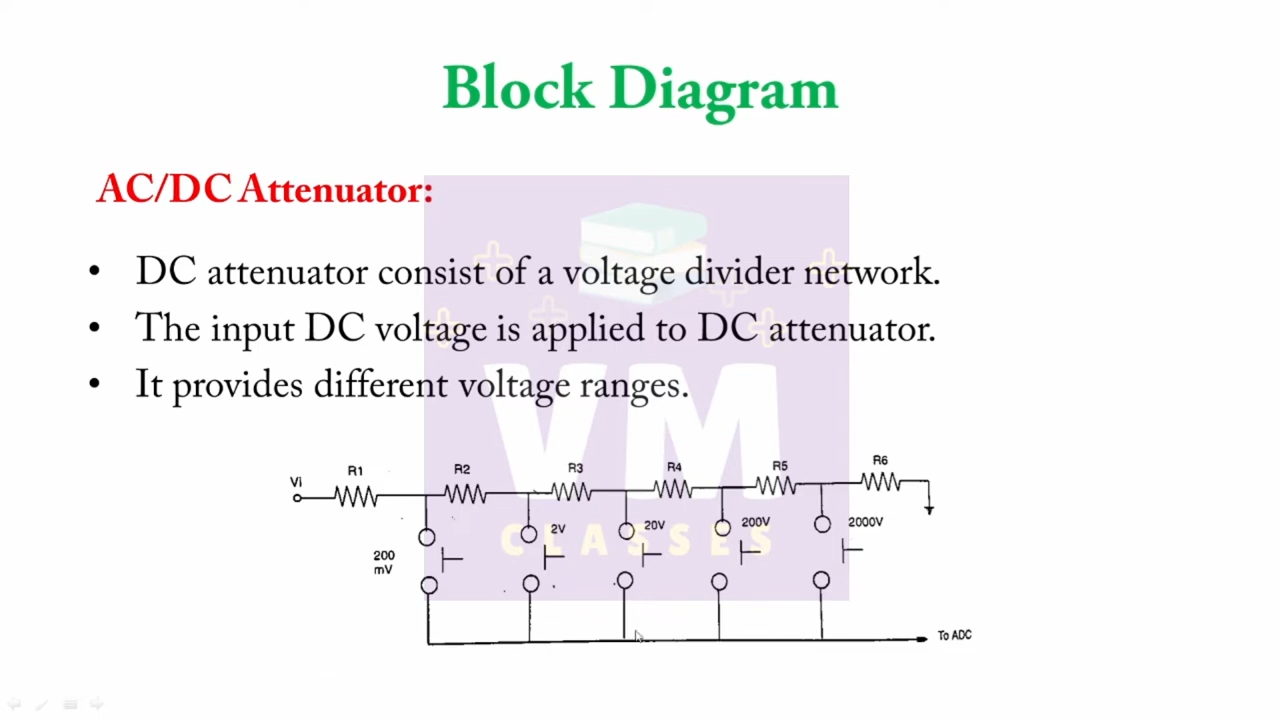 Block Diagram
AC/DC Attenuator:
• DC attenuator consist of a voltage divider network.
• The input DC voltage is applied to DC attenuator.
• It provides different voltage ranges.
VM
CLASSES
Vi R1 R2 R3 R4 R5 R6
200 mV 2V 20V 200V 2000V
To ADC